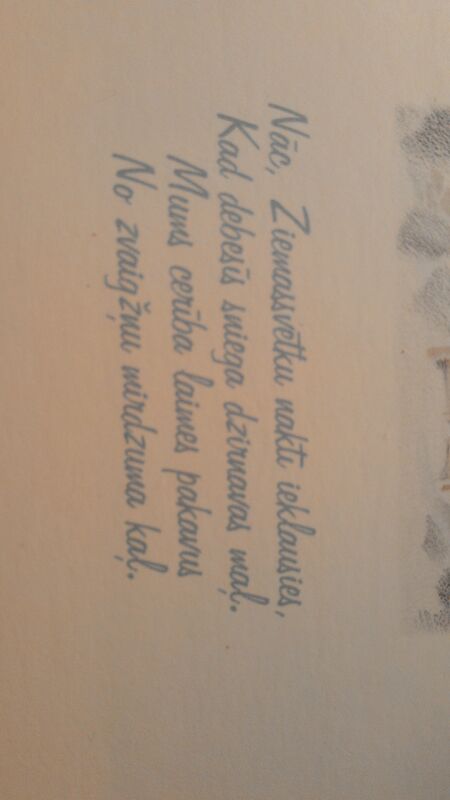 Nāc, Ziemassvētku naktī ieklausies,
Kad debesīs sniega dzirnavas maļ.
Mums cerība laimes pakavus
No zvaigžņu mirdzuma kaļ.